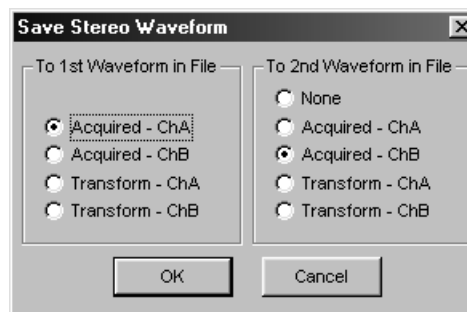 Save Stereo Waveform
To 1st Waveform in File
Acquired - ChA
Acquired - ChB
Transform - ChA
Transform - ChB
To 2nd Waveform in File
None
Acquired - ChA
Acquired - ChB
Transform - ChA
Transform - ChB
OK
Cancel